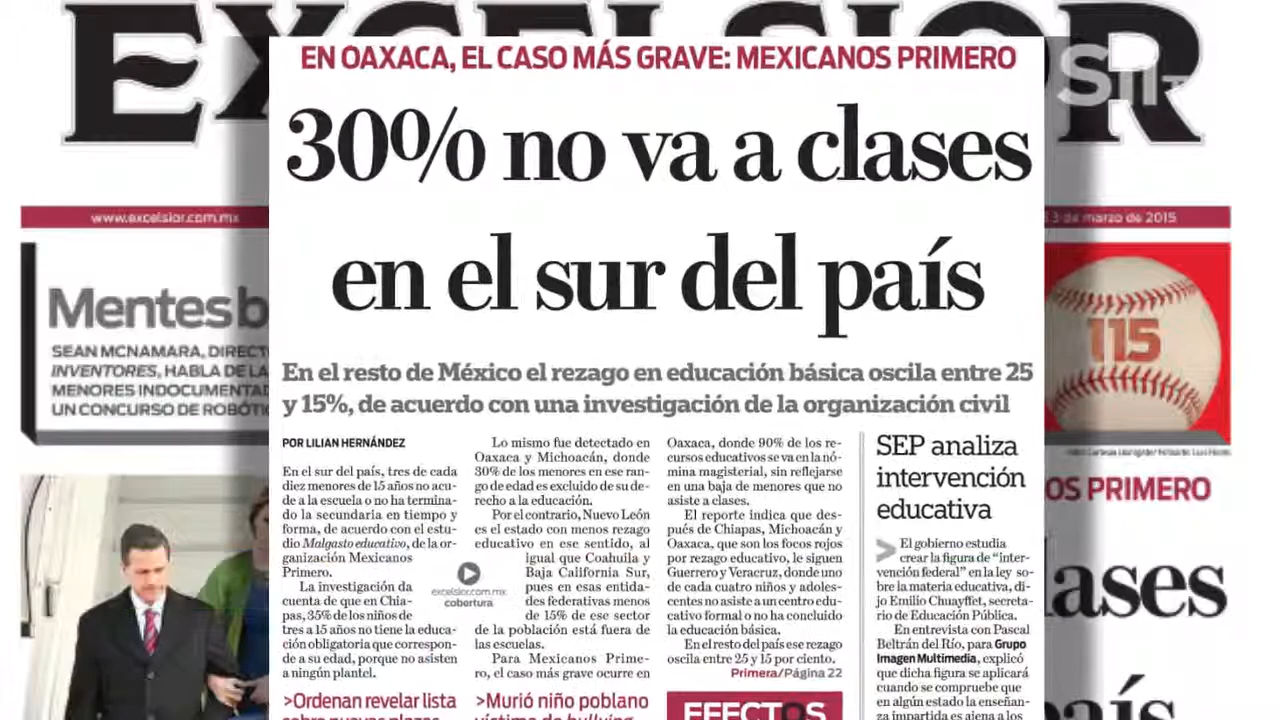 EXCELSIOR
EN OAXACA, EL CASO MÁS GRAVE: MEXICANOS PRIMERO
30% no va a clases
en el sur del país
En el resto de México el rezago en educación básica oscila entre 25
y 15%, de acuerdo con una investigación de la organización civil
POR LILIAN HERNÁNDEZ
En el sur del país, tres de cada
diez menores de 15 años no acu-
de a la escuela o no ha termina-
do la secundaria en tiempo y
forma, de acuerdo con el estu-
dio Malgasto educativo, de la or-
ganización Mexicanos
Primero.
La investigación da
cuenta de que en Chia-
pas, 35% de los niños de
tres a 15 años no tiene la educa-
ción obligatoria que correspon-
de a su edad, porque no asisten
a ningún plantel.
>Ordenan revelar lista
sobre nuevas plazas
Lo mismo fue detectado en
Oaxaca y Michoacán, donde
30% de los menores en ese ran-
go de edad es excluido de su de-
recho a la educación.
Por el contrario, Nuevo León
es el estado con menos rezago
educativo en ese sentido, al
igual que Coahuila y
Baja California Sur,
pues en esas entida-
des federativas menos
de 15% de ese sector
de la población está fuera de
las escuelas.
Para Mexicanos Prime-
ro, el caso más grave ocurre en
excelsior.com.mx
cobertura
>Murió niño poblano
víctima de bullying
Oaxaca, donde 90% de los re-
cursos educativos se va en la nó-
mina magisterial, sin reflejarse
en una baja de menores que no
asiste a clases.
El reporte indica que des-
pués de Chiapas, Michoacán y
Oaxaca, que son los focos rojos
por rezago educativo, le siguen
Guerrero y Veracruz, donde uno
de cada cuatro niños y adoles-
centes no asiste a un centro edu-
cativo formal o no ha concluido
la educación básica.
En el resto del país ese rezago
oscila entre 25 y 15 por ciento.
Primera/Página 22
EFECTOS
SEP analiza
intervención
educativa
El gobierno estudia
crear la figura de “inter-
vención federal” en la ley so-
bre la materia educativa, di-
jo Emilio Chuayffet, secreta-
rio de Educación Pública.
En entrevista con Pascal
Beltrán del Río, para Grupo
Imagen Multimedia, explicó
que dicha figura se aplicará
cuando se compruebe que
en algún estado la enseñan-
za impartida es ajena a los
www.excelsior.com.mx
3 de marzo de 2015
Mentes b
SEAN MCNAMARA, DIRECT
INVENTORES, HABLA DE LA
MENORES INDOCUMENTAD
UN CONCURSO DE ROBÓTIC
115
OS PRIMERO
lases
país